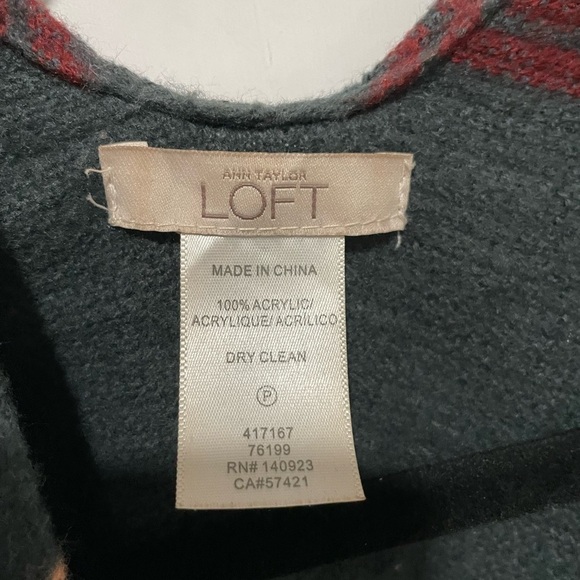 ANN TAYLOR
LOFT
MADE IN CHINA
100% ACRYLIC/
ACRYLIQUE/ ACRÍLICO
DRY CLEAN
P
417167
76199
RN# 140923
CA#57421